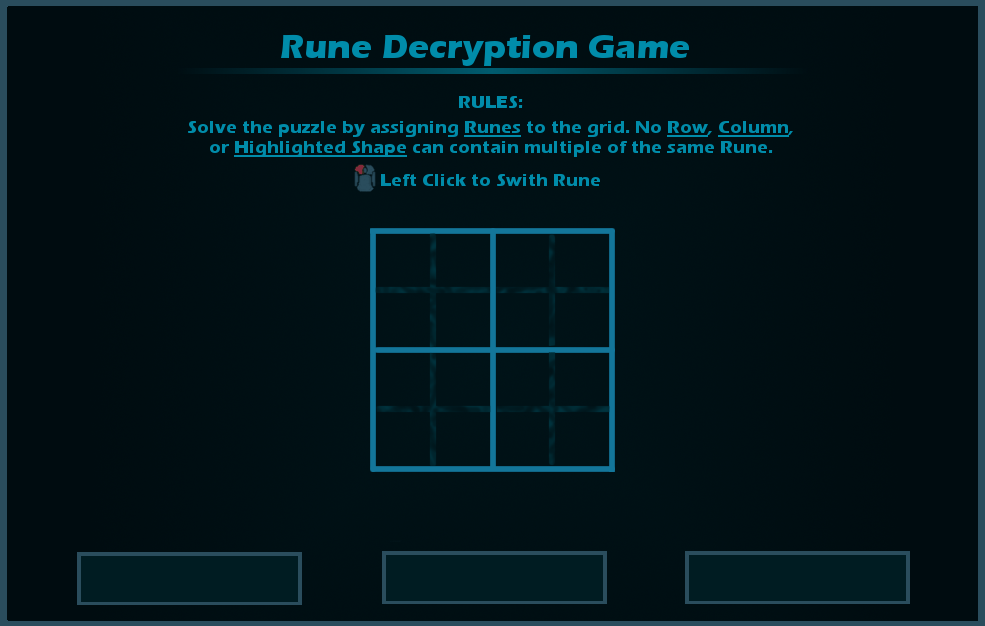 Rune Decryption Game
RULES:
Solve the puzzle by assigning Runes to the grid. No Row, Column,
or Highlighted Shape can contain multiple of the same Rune.
Left Click to Swith Rune